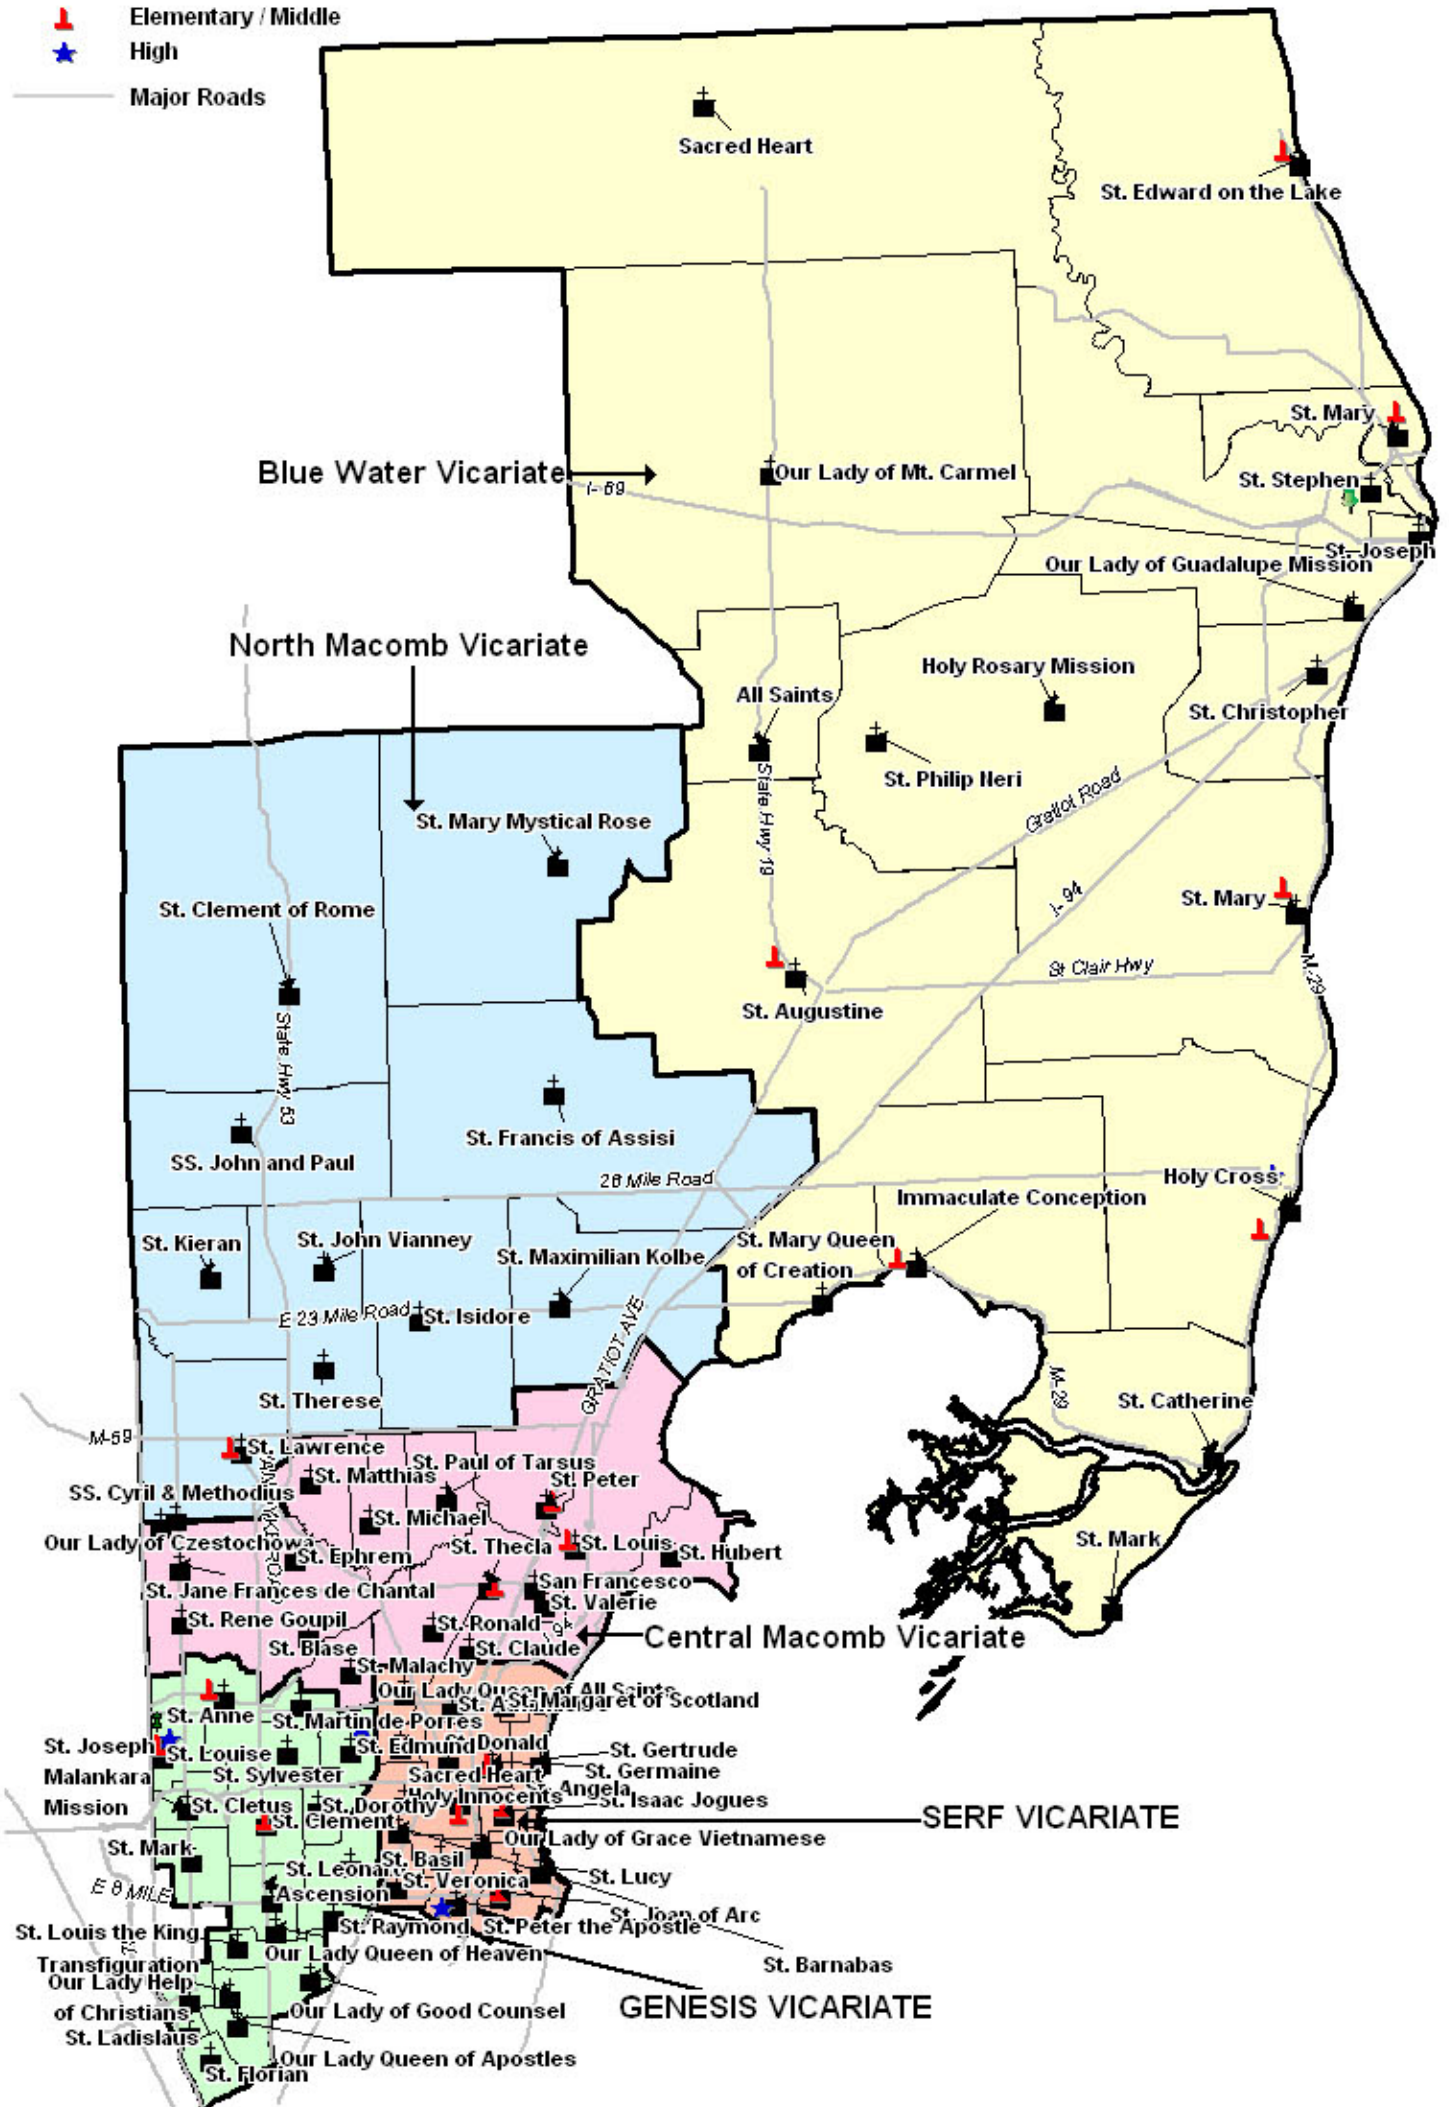 Elementary / Middle
High
Major Roads
Sacred Heart
St. Edward on the Lake
St. Mary
Blue Water Vicariate
I-69
Our Lady of Mt. Carmel
St. Stephen
St. Joseph
Our Lady of Guadalupe Mission
North Macomb Vicariate
Holy Rosary Mission
All Saints
St. Christopher
St. Philip Neri
State Hwy 19
Gratiot Road
St. Mary Mystical Rose
St. Clement of Rome
I-94
St. Mary
St Clair Hwy
M-29
St. Augustine
State Hwy 53
St. Francis of Assisi
SS. John and Paul
26 Mile Road
Holy Cross
Immaculate Conception
St. Kieran
St. John Vianney
St. Maximilian Kolbe
St. Mary Queen
of Creation
E 23 Mile Road
St. Isidore
GRATIOT AVE
St. Therese
M-29
St. Catherine
M-59
St. Lawrence
St. Matthias
St. Paul of Tarsus
St. Peter
SS. Cyril & Methodius
St. Michael
Our Lady of Czestochowa
St. Ephrem
St. Thecla
St. Louis
St. Hubert
St. Mark
St. Jane Frances de Chantal
San Francesco
St. Valerie
St. Rene Goupil
St. Ronald
St. Blase
St. Claude
Central Macomb Vicariate
St. Malachy
Our Lady Queen of All Saints
St. Margaret of Scotland
St. Anne
St. Martin de Porres
St. Joseph
Malankara
Mission
St. Louise
St. Edmund
Donald
St. Gertrude
St. Germaine
St. Sylvester
Sacred Heart
Angela
Holy Innocents
St. Isaac Jogues
St. Cletus
St. Dorothy
St. Clement
SERF VICARIATE
Our Lady of Grace Vietnamese
St. Mark
St. Basil
St. Leonard
St. Veronica
St. Lucy
E 8 MILE
Ascension
St. Joan of Arc
St. Louis the King
St. Raymond
St. Peter the Apostle
Our Lady Queen of Heaven
St. Barnabas
Transfiguration
Our Lady Help
of Christians
GENESIS VICARIATE
Our Lady of Good Counsel
St. Ladislaus
Our Lady Queen of Apostles
St. Florian